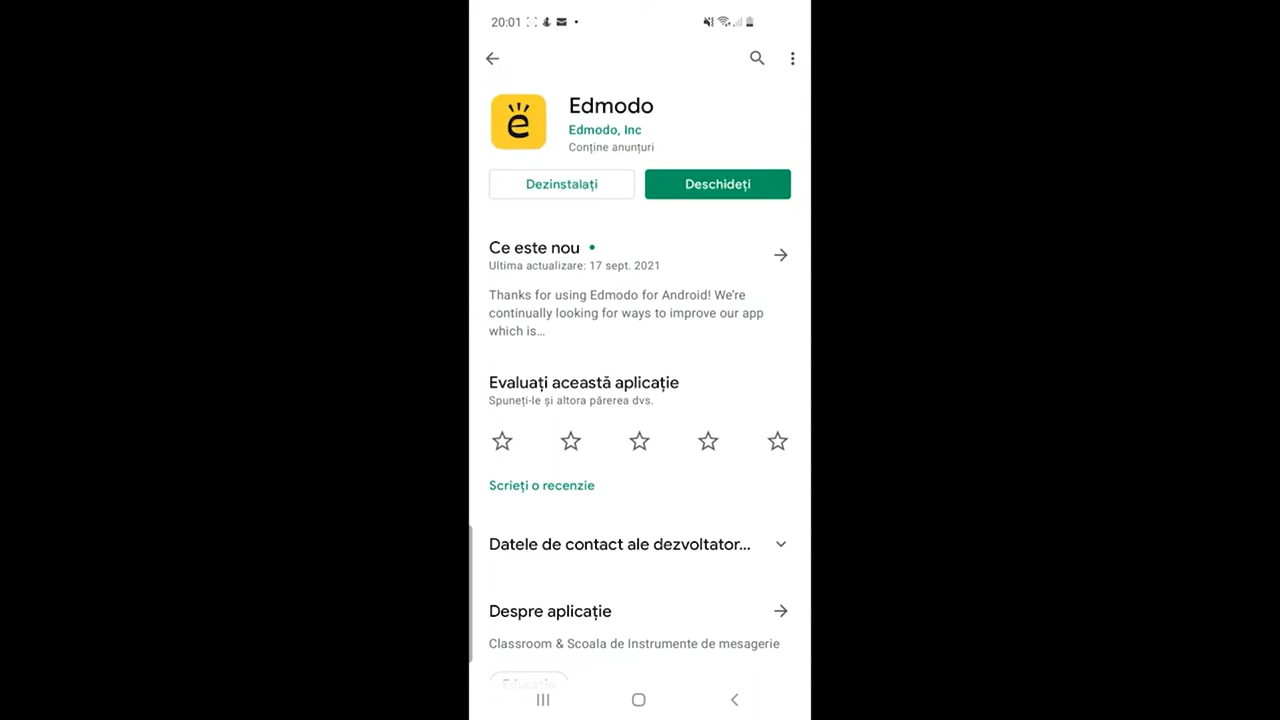 20:01
Edmodo
Edmodo, Inc
Conține anunțuri
Dezinstalați
Deschideți
Ce este nou
Ultima actualizare: 17 sept. 2021
Thanks for using Edmodo for Android! We're
continually looking for ways to improve our app
which is...
Evaluați această aplicație
Spuneți-le și altora părerea dvs.
Scrieți o recenzie
Datele de contact ale dezvoltator...
Despre aplicație
Classroom & Scoala de Instrumente de mesagerie
Educație